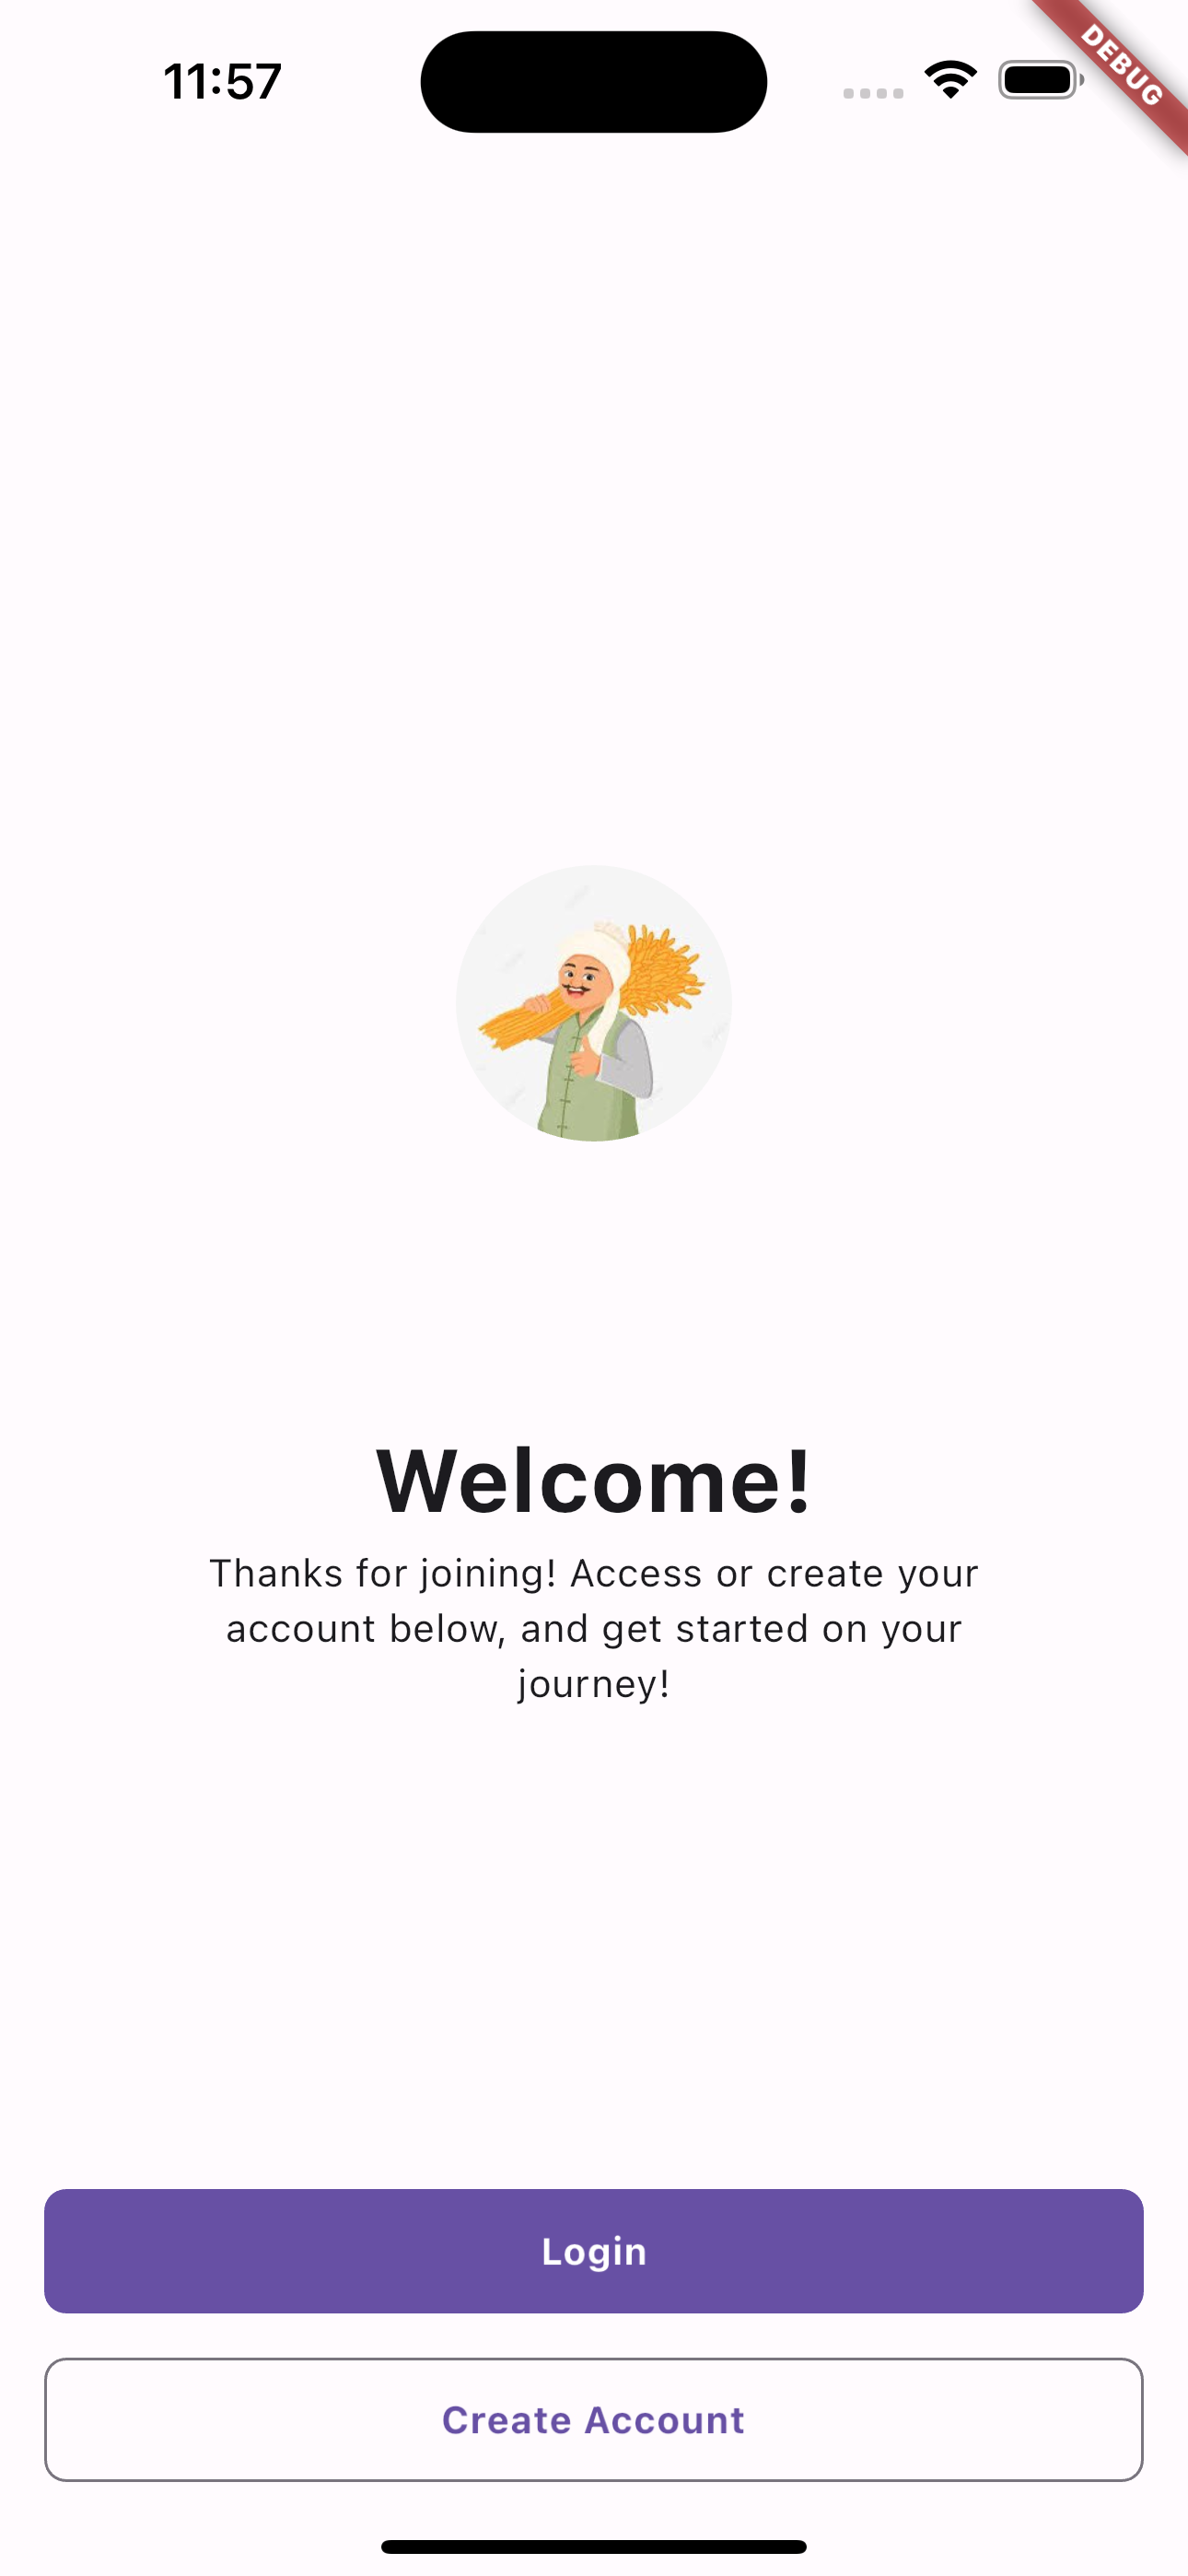 11:57
DEBUG
Welcome!
Thanks for joining! Access or create your
account below, and get started on your
journey!
Login
Create Account